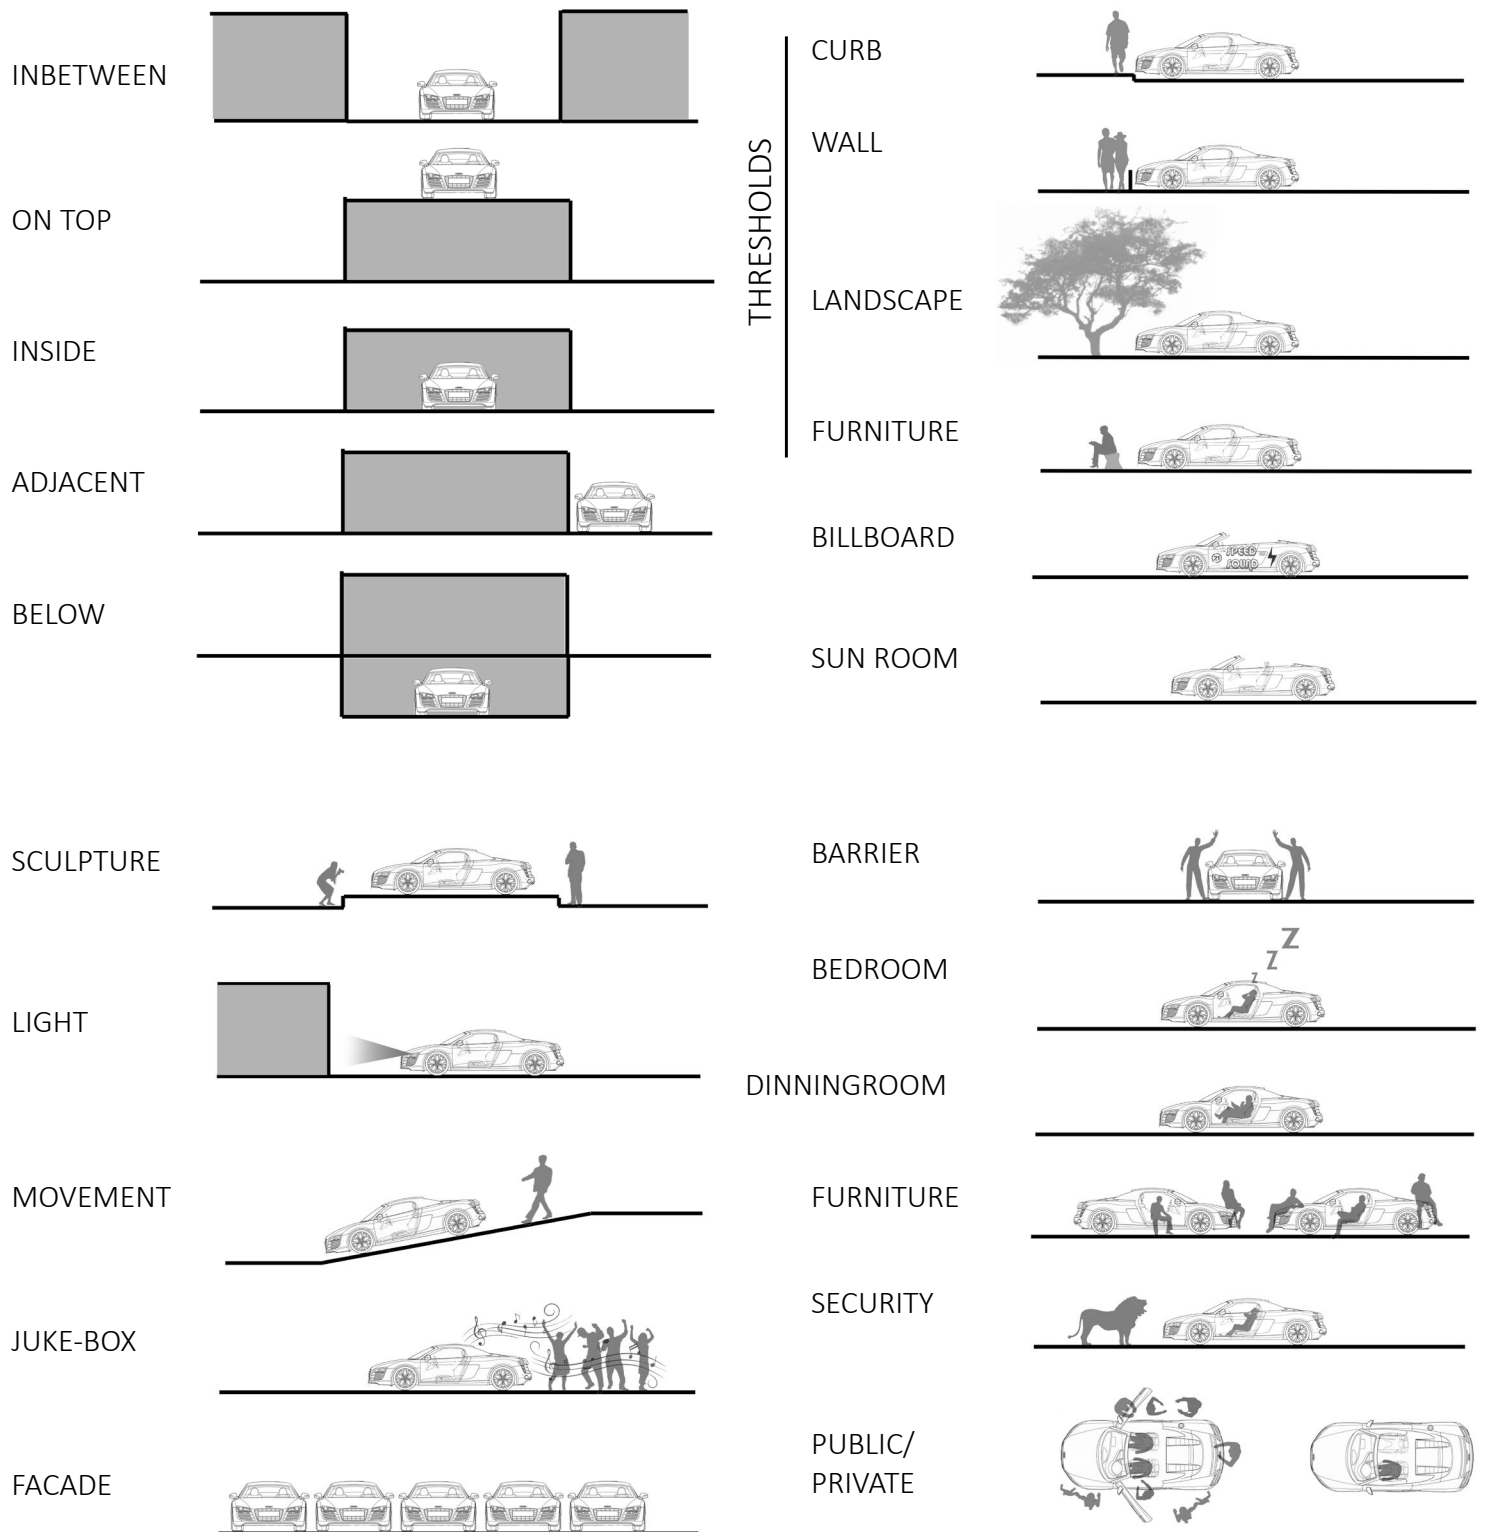 INBETWEEN
ON TOP
INSIDE
ADJACENT
BELOW
THRESHOLDS
CURB
WALL
LANDSCAPE
FURNITURE
BILLBOARD
SPEED
SOUND
SUN ROOM
SCULPTURE
LIGHT
MOVEMENT
JUKE-BOX
FACADE
BARRIER
BEDROOM
Z
Z
Z
DINNINGROOM
FURNITURE
SECURITY
PUBLIC/
PRIVATE